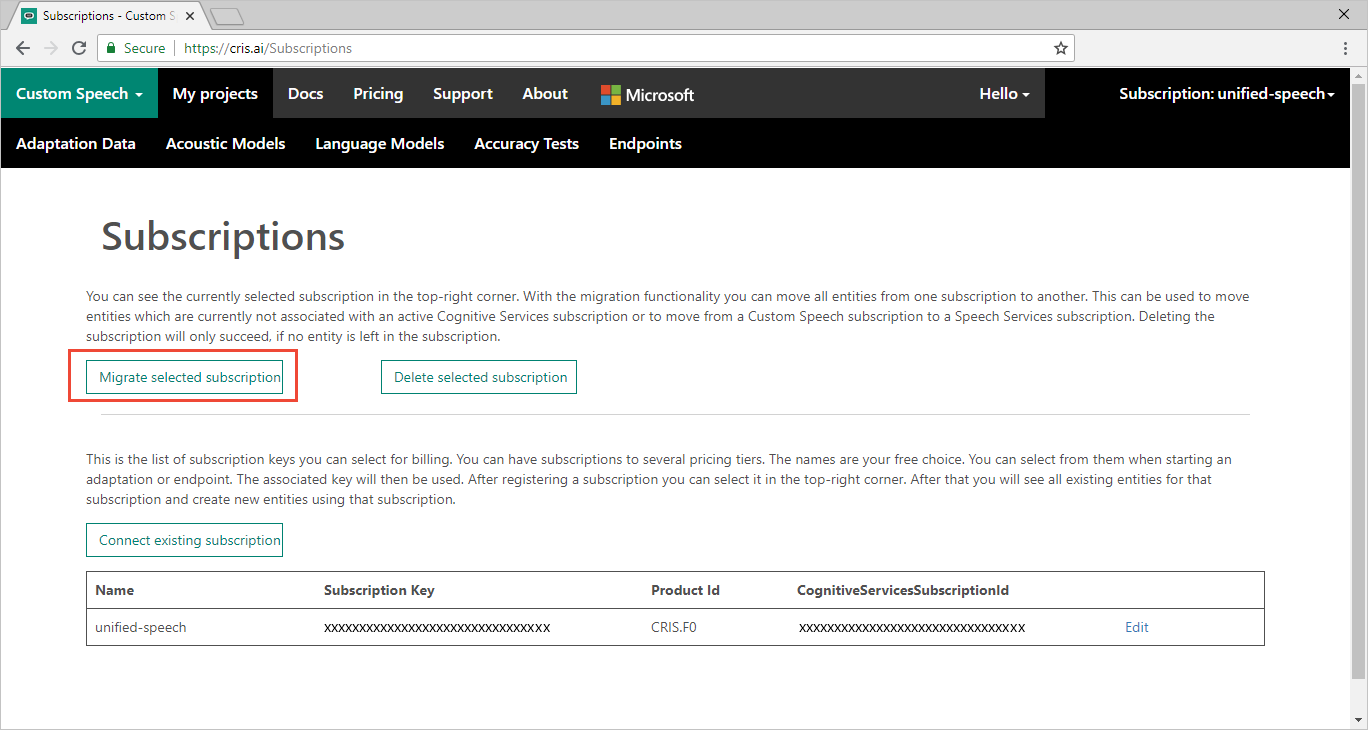 Subscriptions - Custom S
Secure
https://cris.ai/Subscriptions
Custom Speech My projects Docs Pricing Support About Microsoft Hello Subscription: unified-speech
Adaptation Data Acoustic Models Language Models Accuracy Tests Endpoints
Subscriptions
You can see the currently selected subscription in the top-right corner. With the migration functionality you can move all entities from one subscription to another. This can be used to move
entities which are currently not associated with an active Cognitive Services subscription or to move from a Custom Speech subscription to a Speech Services subscription. Deleting the
subscription will only succeed, if no entity is left in the subscription.
Migrate selected subscription Delete selected subscription
This is the list of subscription keys you can select for billing. You can have subscriptions to several pricing tiers. The names are your free choice. You can select from them when starting an
adaptation or endpoint. The associated key will then be used. After registering a subscription you can select it in the top-right corner. After that you will see all existing entities for that
subscription and create new entities using that subscription.
Connect existing subscription
Name Subscription Key Product Id CognitiveServicesSubscriptionId
unified-speech xxxxxxxxxxxxxxxxxxxxxxxxxxxxxxxx CRIS.F0 xxxxxxxxxxxxxxxxxxxxxxxxxxxxxxxx Edit